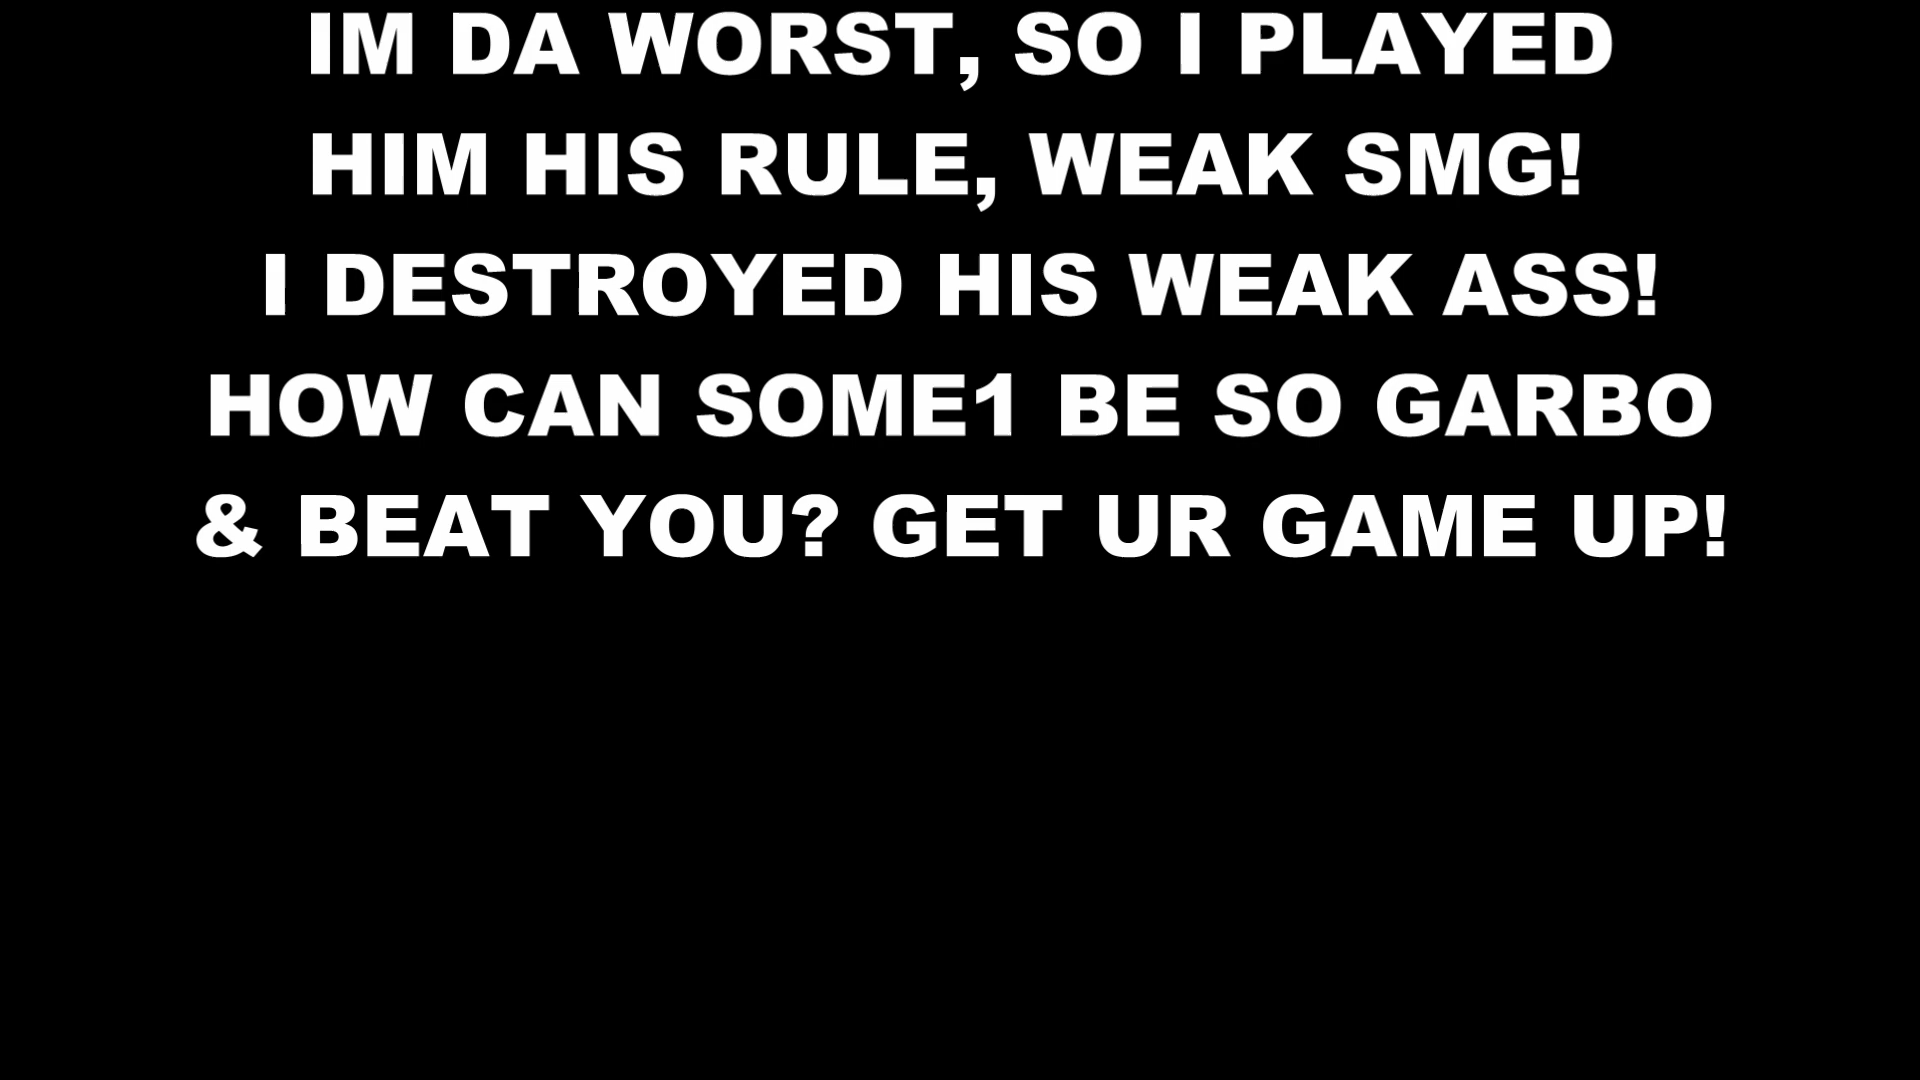 IM DA WORST, SO I PLAYED
HIM HIS RULE, WEAK SMG!
I DESTROYED HIS WEAK ASS!
HOW CAN SOME1 BE SO GARBO
& BEAT YOU? GET UR GAME UP!